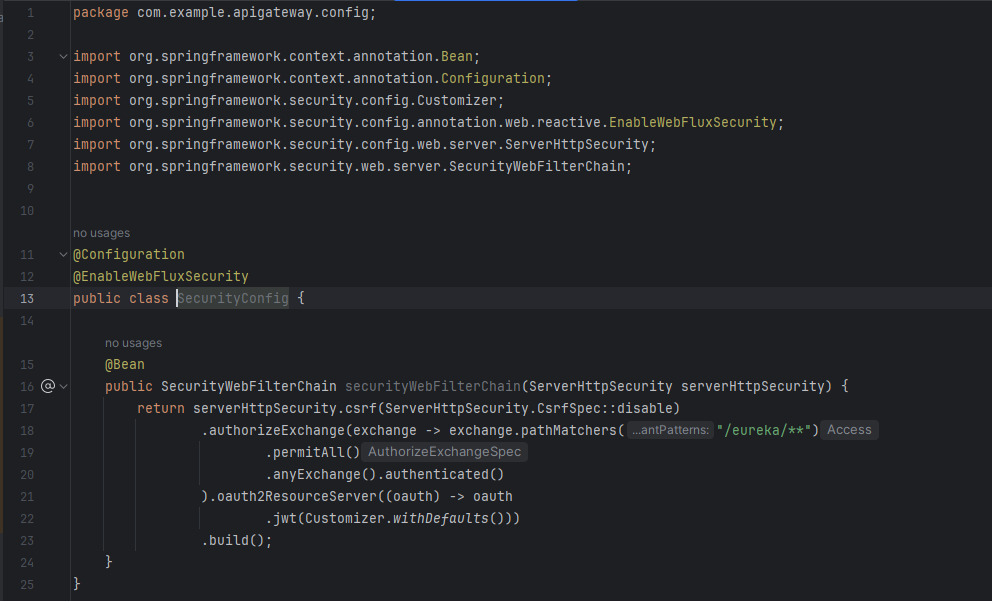 1 package com.example.apigateway.config;
2
3 import org.springframework.context.annotation.Bean;
4 import org.springframework.context.annotation.Configuration;
5 import org.springframework.security.config.Customizer;
6 import org.springframework.security.config.annotation.web.reactive.EnableWebFluxSecurity;
7 import org.springframework.security.config.web.server.ServerHttpSecurity;
8 import org.springframework.security.web.server.SecurityWebFilterChain;
9
10
no usages
11 @Configuration
12 @EnableWebFluxSecurity
13 public class SecurityConfig {
14
no usages
15 @Bean
16 public SecurityWebFilterChain securityWebFilterChain(ServerHttpSecurity serverHttpSecurity) {
17 return serverHttpSecurity.csrf(ServerHttpSecurity.CsrfSpec::disable)
18 .authorizeExchange(exchange -> exchange.pathMatchers( ...antPatterns: "/eureka/**") Access
19 .permitAll() AuthorizeExchangeSpec
20 .anyExchange().authenticated()
21 ).oauth2ResourceServer((oauth) -> oauth
22 .jwt(Customizer.withDefaults()))
23 .build();
24 }
25 }